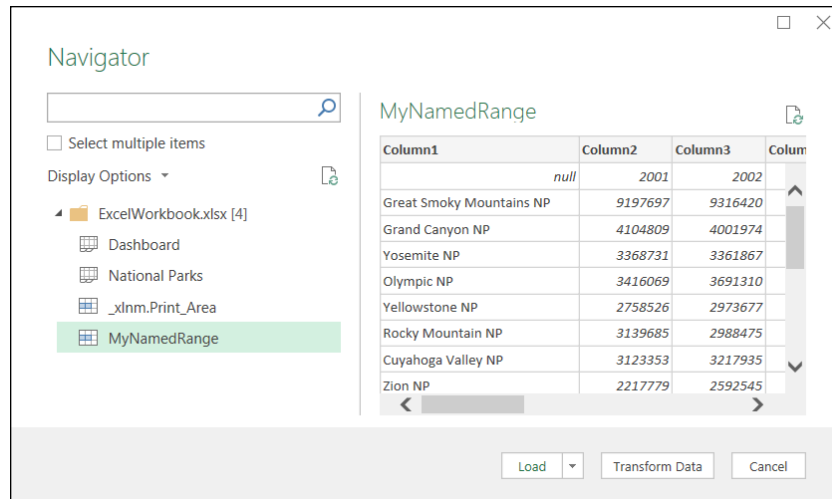 Navigator
Select multiple items
Display Options
ExcelWorkbook.xlsx [4]
Dashboard
National Parks
_xlnm.Print_Area
MyNamedRange
MyNamedRange
Column1 Column2 Column3 Colum
null 2001 2002
Great Smoky Mountains NP 9197697 9316420
Grand Canyon NP 4104809 4001974
Yosemite NP 3368731 3361867
Olympic NP 3416069 3691310
Yellowstone NP 2758526 2973677
Rocky Mountain NP 3139685 2988475
Cuyahoga Valley NP 3123353 3217935
Zion NP 2217779 2592545
Load Transform Data Cancel